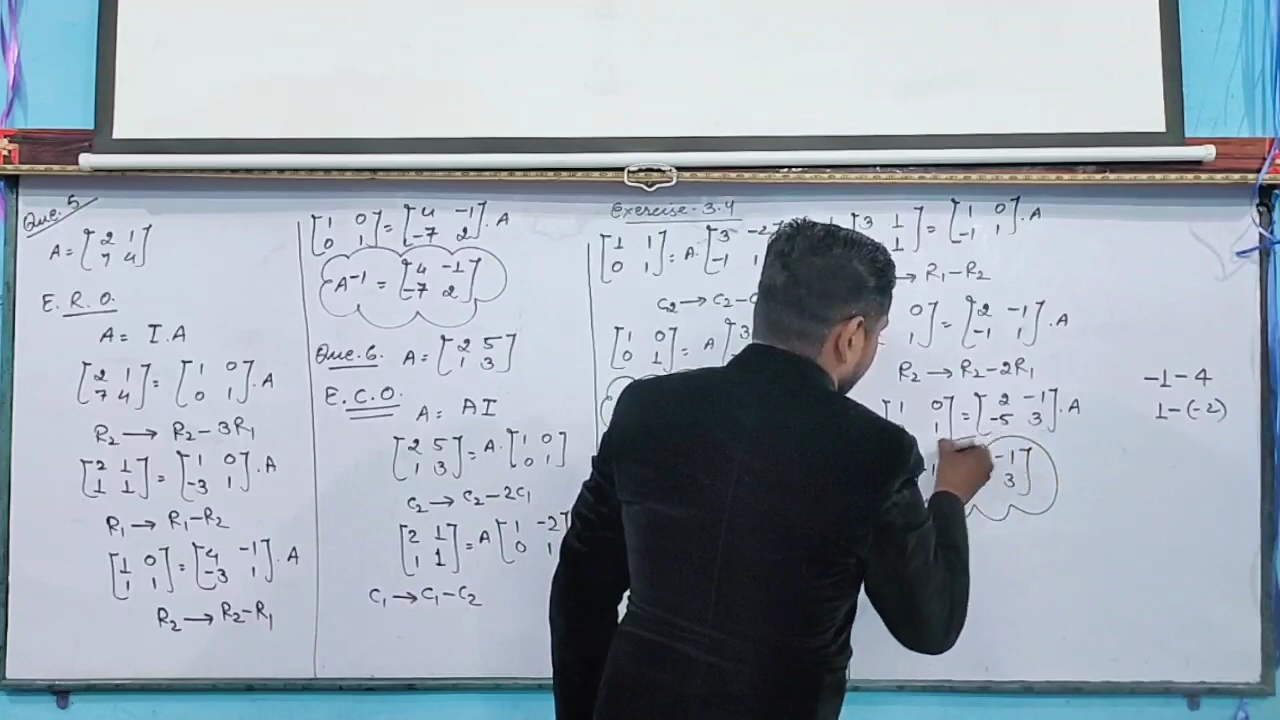 Que. 5
A = [2 1
7 4]
E. R. O.
A = I.A
[2 1
7 4] = [1 0
0 1] . A
R₂ → R₂-3R₁
[2 1
1 1] = [1 0
-3 1] . A
R₁ → R₁-R₂
[1 0
1 1] = [4 -1
-3 1] . A
R₂ → R₂-R₁
[1 0
0 1] = [4 -1
-7 2] . A
A⁻¹ = [4 -1
-7 2]
Que. 6. A = [2 5
1 3]
E.C.O.
A = AI
[2 5
1 3] = A. [1 0
0 1]
C₂ → C₂-2C₁
[2 1
1 1] = A [1 -2
0 1
C₁ → C₁-C₂
Exercise-3.4
[1 1
0 1] = A. [3 -2
-1 1
C₂ → C₂-C
[1 0
0 1] = A [3
[3 1
1] = [1 0
-1 1] . A
→ R₁-R₂
0
1] = [2 -1
-1 1] . A
R₂ → R₂-2R₁
[1 0
1] = [2 -1
-5 3] . A
-1
3]
-1-4
1-(-2)